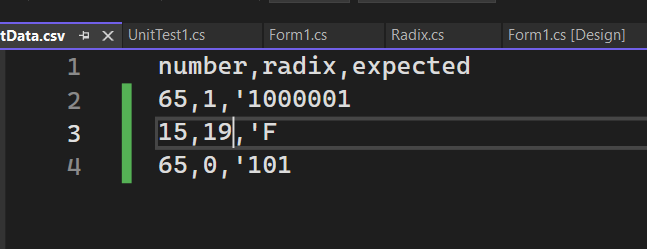 tData.csv UnitTest1.cs Form1.cs Radix.cs Form1.cs [Design]
1 number,radix,expected
2 65,1,'1000001
3 15,19,'F
4 65,0,'101